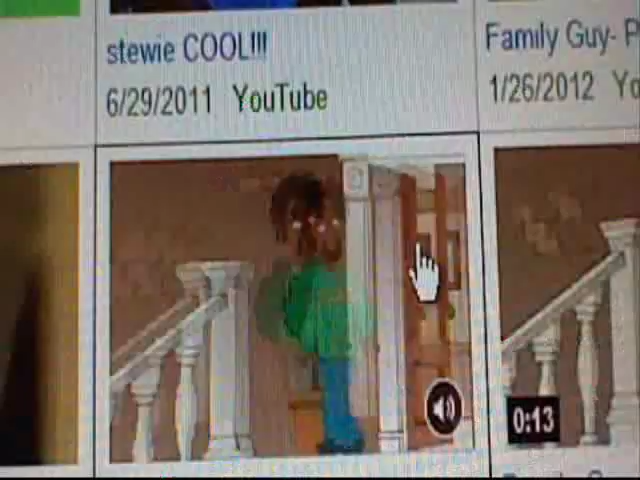 stewie COOL!!!
6/29/2011 YouTube
Family Guy- P
1/26/2012 Yo
0:13